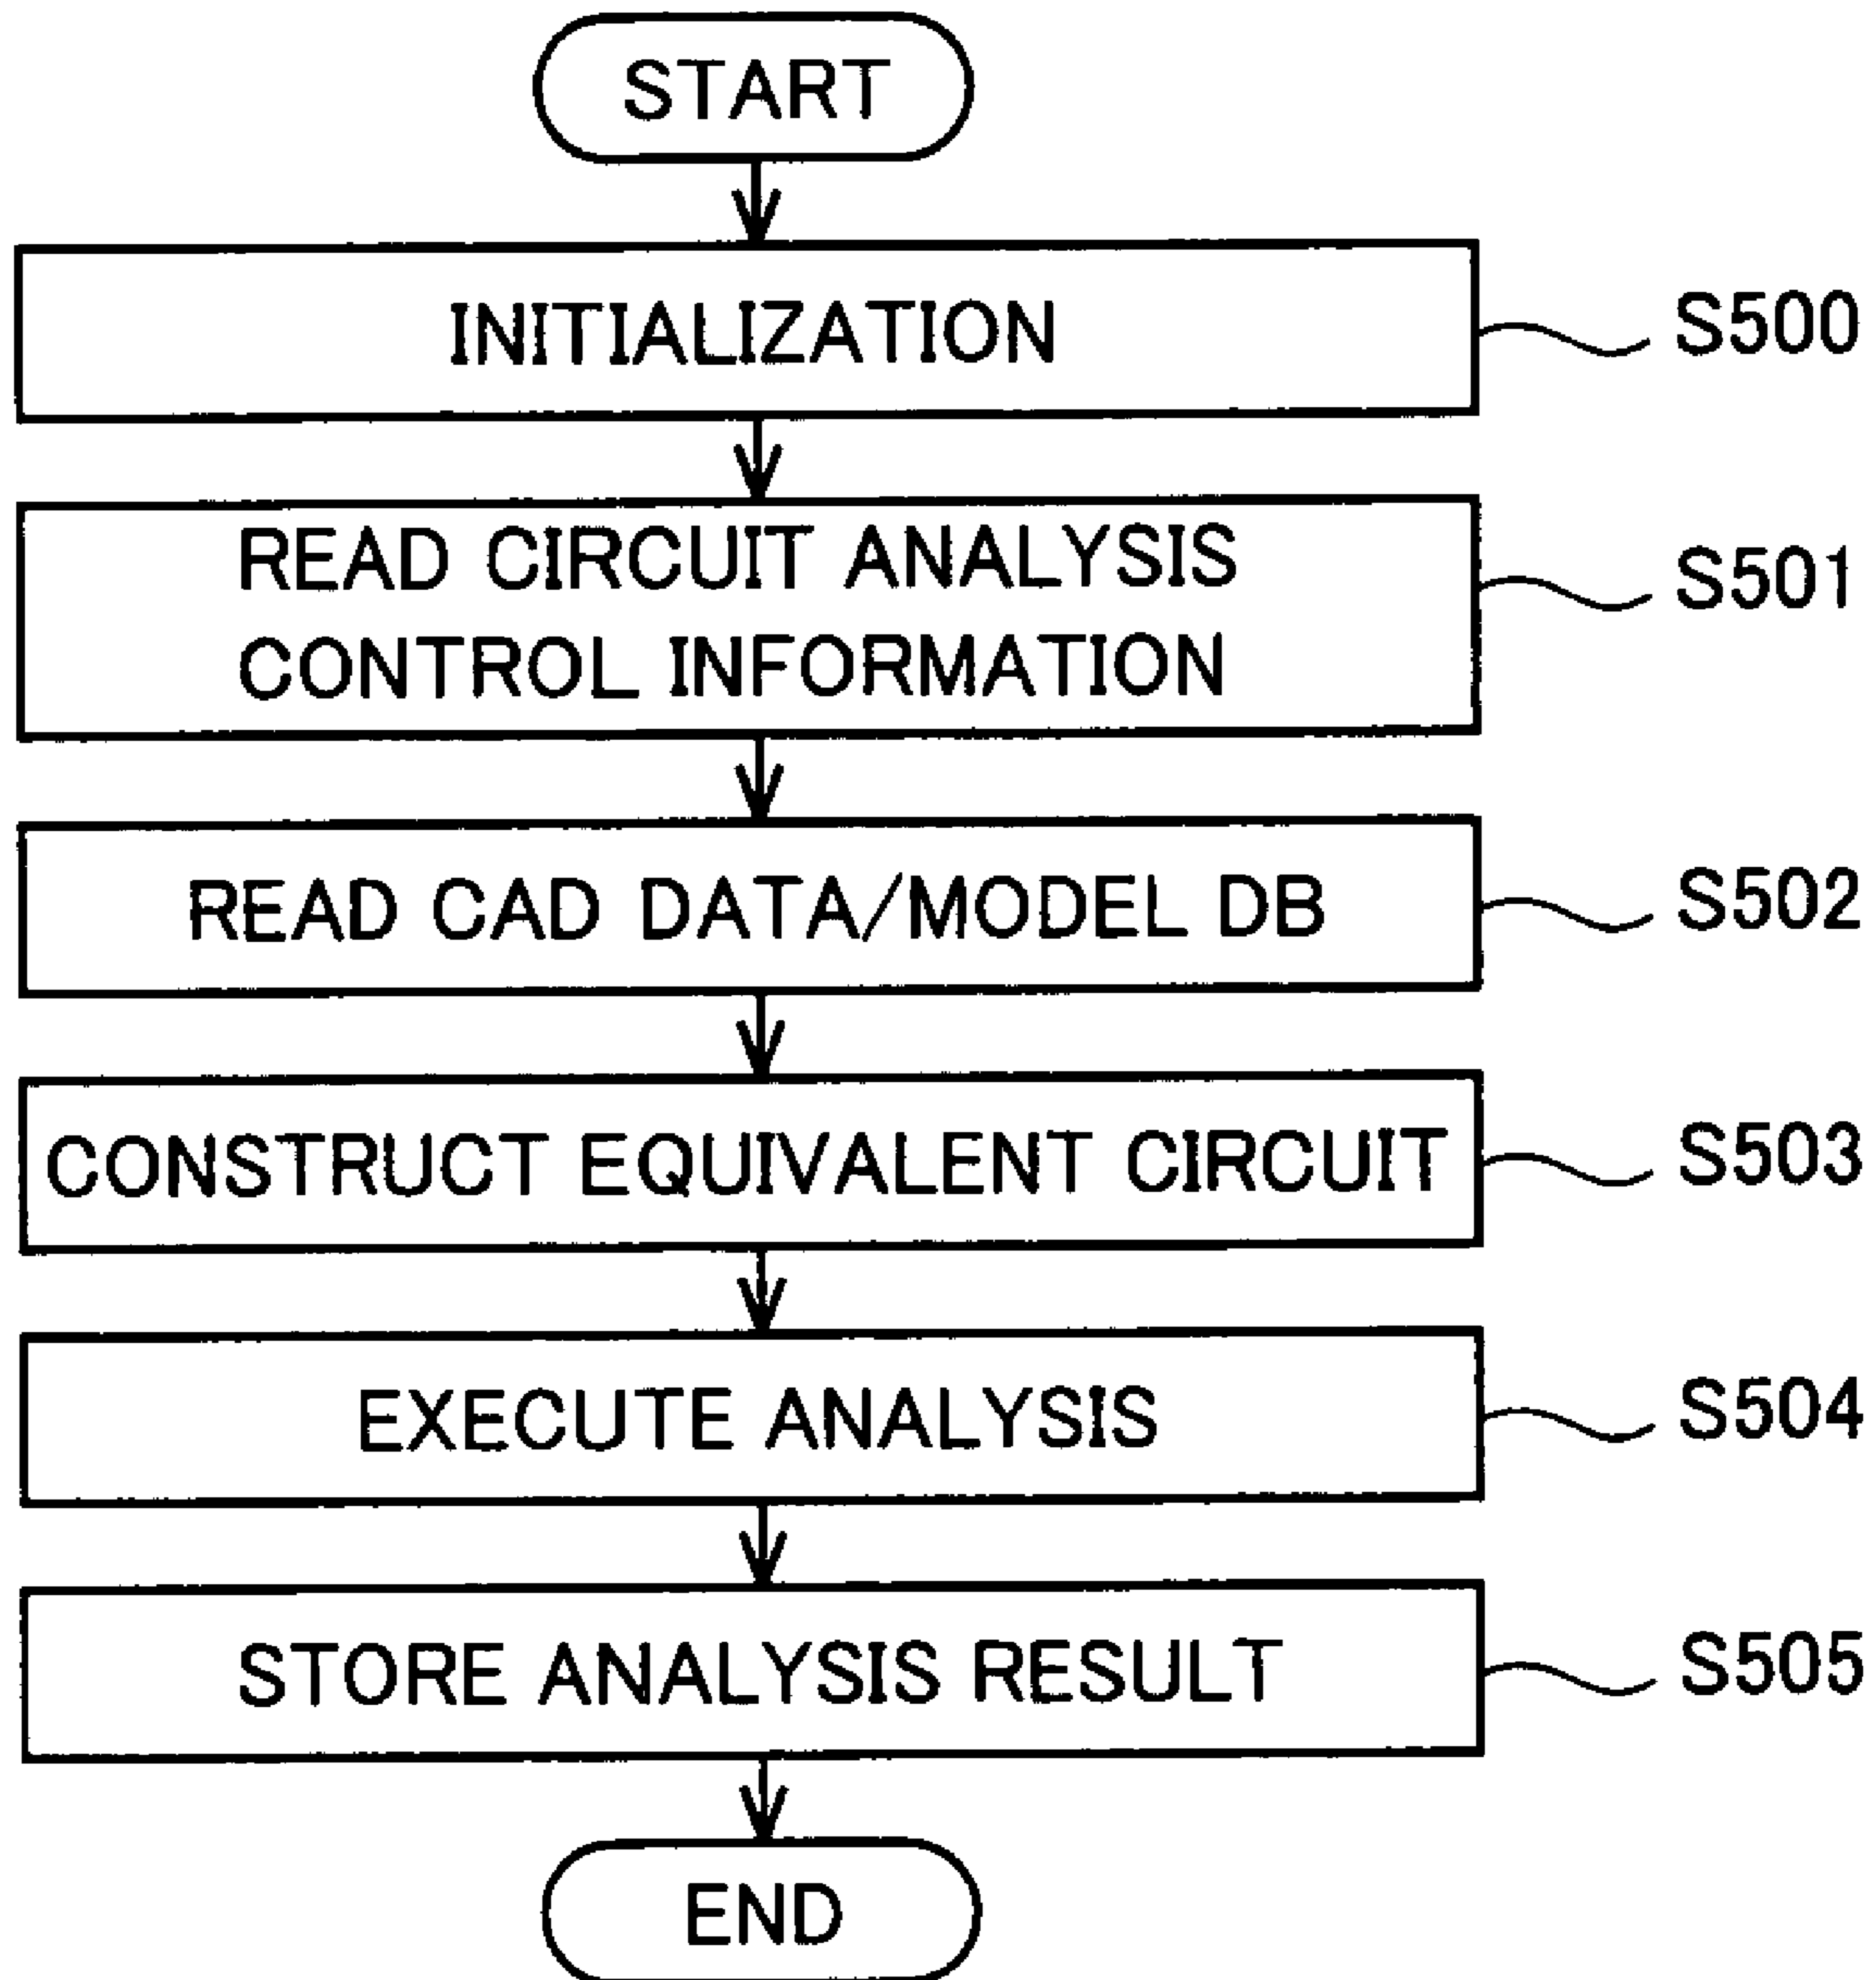 START
INITIALIZATION
S500
READ CIRCUIT ANALYSIS
CONTROL INFORMATION
S501
READ CAD DATA/MODEL DB
S502
CONSTRUCT EQUIVALENT CIRCUIT
S503
EXECUTE ANALYSIS
S504
STORE ANALYSIS RESULT
S505
END